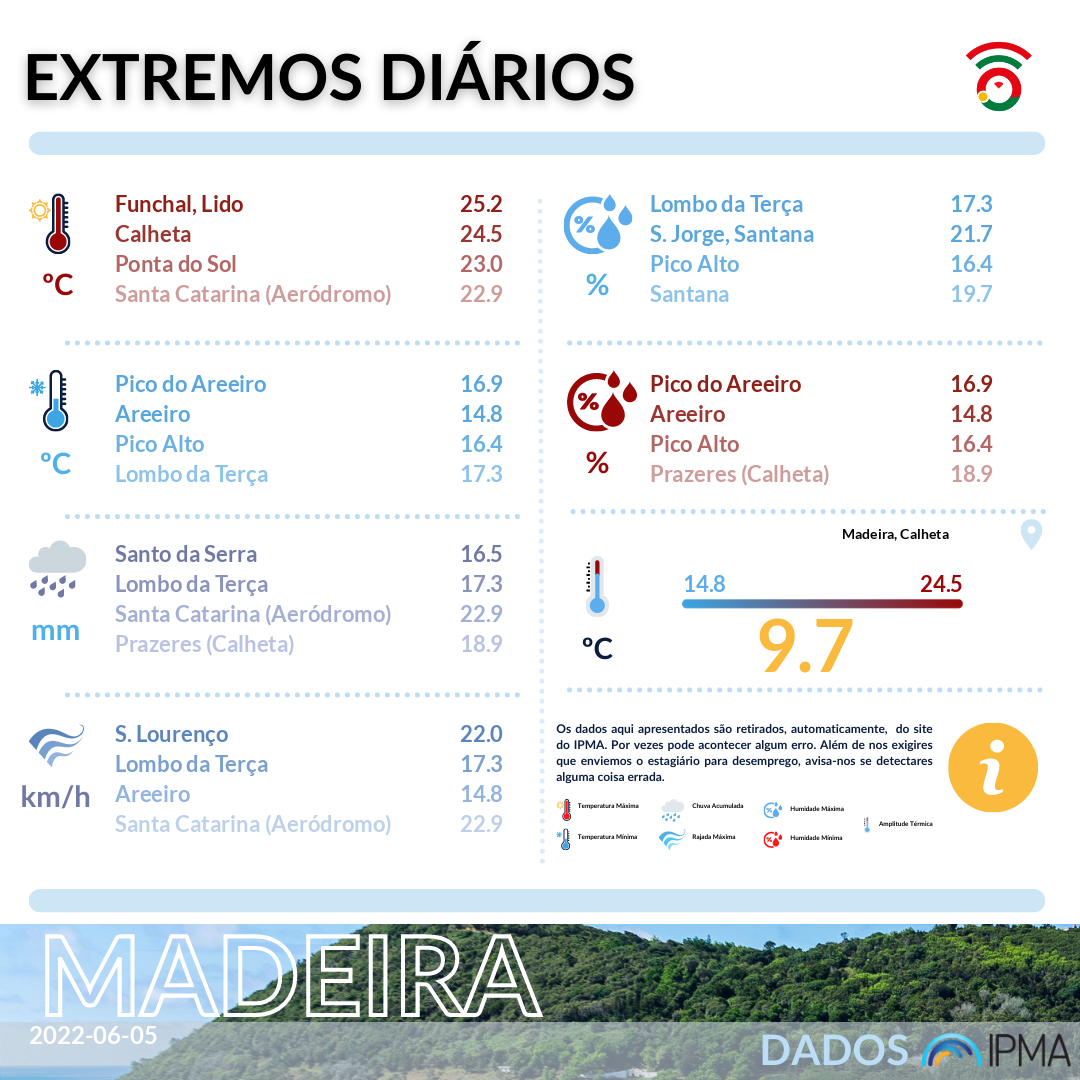 EXTREMOS DIÁRIOS
Funchal, Lido 25.2
Calheta 24.5
Ponta do Sol 23.0
Santa Catarina (Aeródromo) 22.9
ºC
Pico do Areeiro 16.9
Areeiro 14.8
Pico Alto 16.4
Lombo da Terça 17.3
ºC
Santo da Serra 16.5
Lombo da Terça 17.3
Santa Catarina (Aeródromo) 22.9
Prazeres (Calheta) 18.9
mm
S. Lourenço 22.0
Lombo da Terça 17.3
Areeiro 14.8
Santa Catarina (Aeródromo) 22.9
km/h
%
Lombo da Terça 17.3
S. Jorge, Santana 21.7
Pico Alto 16.4
Santana 19.7
%
%
Pico do Areeiro 16.9
Areeiro 14.8
Pico Alto 16.4
Prazeres (Calheta) 18.9
%
Madeira, Calheta
14.8 24.5
9.7
ºC
Os dados aqui apresentados são retirados, automaticamente, do site
do IPMA. Por vezes pode acontecer algum erro. Além de nos exigires
que enviemos o estagiário para desemprego, avisa-nos se detectares
alguma coisa errada.
i
Temperatura Máxima Chuva Acumulada Humidade Máxima
Amplitude Térmica
Temperatura Mínima Rajada Máxima Humidade Mínima
MADEIRA
2022-06-05
DADOS IPMA